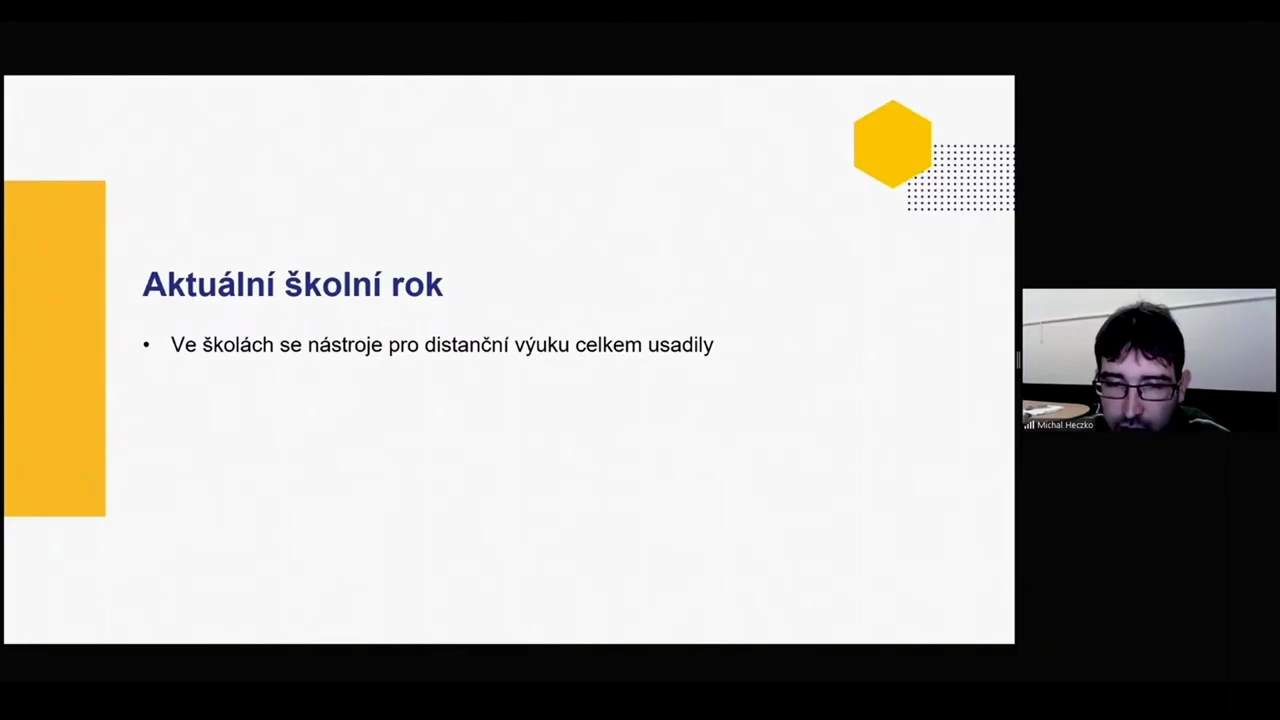 Aktuální školní rok
• Ve školách se nástroje pro distanční výuku celkem usadily
Michal Heczko